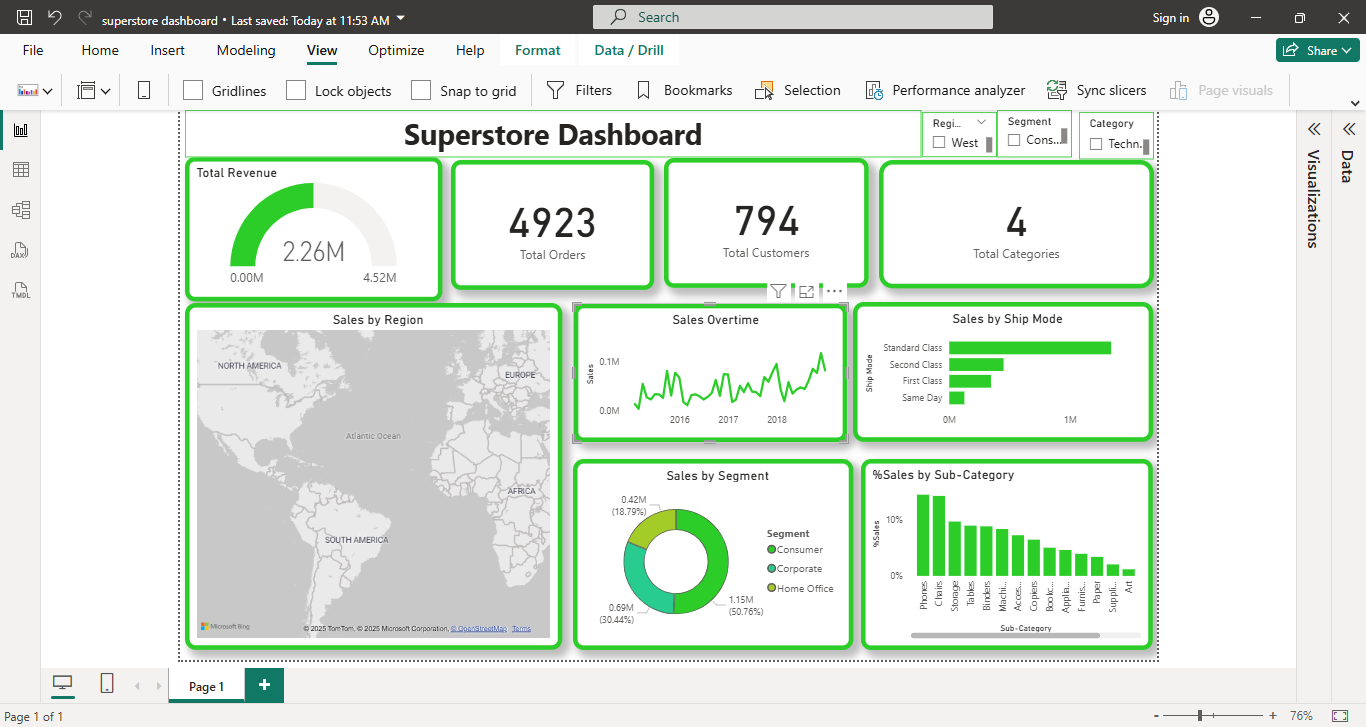 superstore dashboard • Last saved: Today at 11:53 AM
Search
Sign in
File Home Insert Modeling View Optimize Help Format Data / Drill
Share
Gridlines Lock objects Snap to grid Filters Bookmarks Selection Performance analyzer Sync slicers Page visuals
DAX
TMDL
Superstore Dashboard
Regi...
West
Segment
Cons...
Category
Techn.
Visualizations
Data
Total Revenue
2.26M
0.00M 4.52M
4923
Total Orders
794
Total Customers
4
Total Categories
Sales by Region
NORTH AMERICA
EUROPE
Atlantic Ocean
AFRICA
SOUTH AMERICA
Microsoft Bing
© 2025 TomTom, © 2025 Microsoft Corporation, © OpenStreetMap Terms
Sales Overtime
Sales
0.1M
0.0M
2016 2017 2018
Sales by Ship Mode
Ship Mode
Standard Class
Second Class
First Class
Same Day
0M 1M
Sales by Segment
0.42M
(18.79%)
0.69M
(30.44%)
1.15M
(50.76%)
Segment
Consumer
Corporate
Home Office
%Sales by Sub-Category
%Sales
10%
0%
Phones Chairs Storage Tables Binders Machi... Acces... Copiers Bookc... Applia... Furnis... Paper Suppli... Art
Sub-Category
Page 1
Page 1 of 1
- + 76%